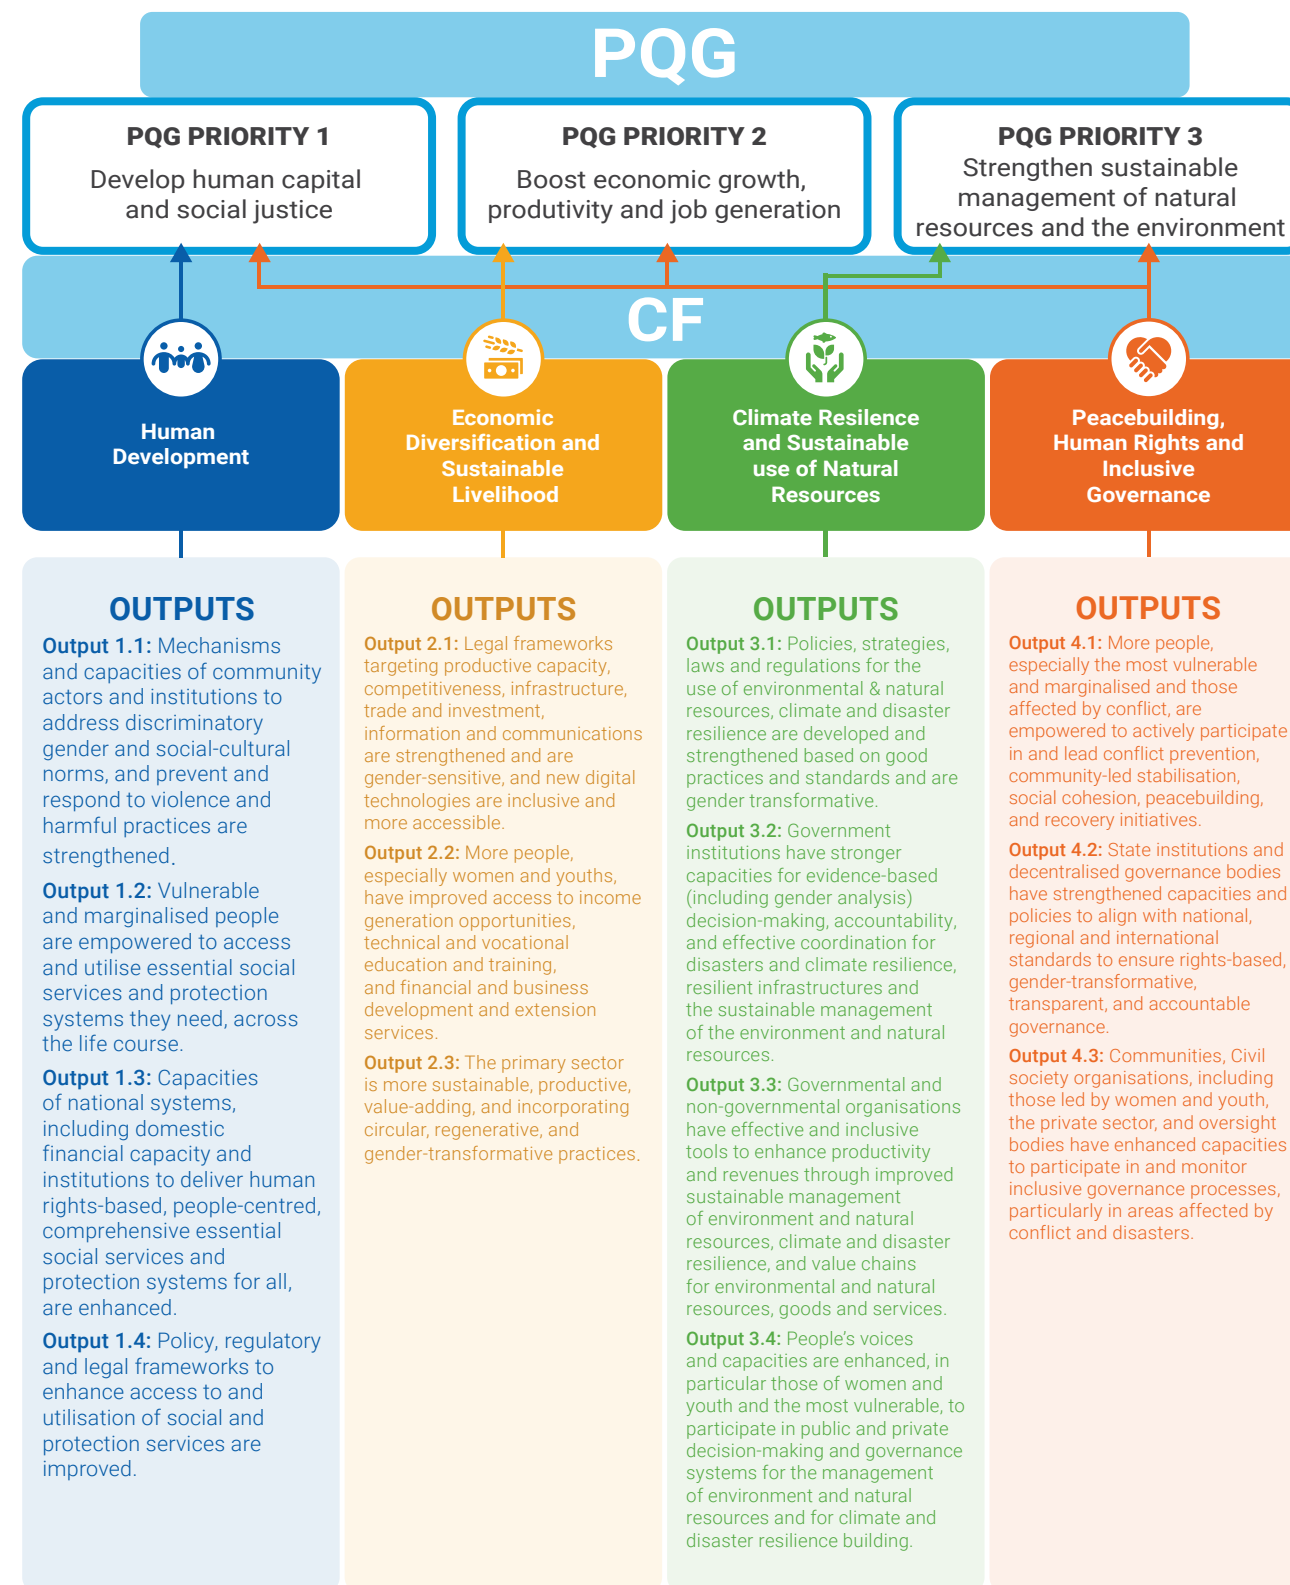 PQG
PQG PRIORITY 1
Develop human capital
and social justice
PQG PRIORITY 2
Boost economic growth,
produtivity and job generation
PQG PRIORITY 3
Strengthen sustainable
management of natural
resources and the environment
CF
Human
Development
Economic
Diversification and
Sustainable
Livelihood
Climate Resilence
and Sustainable
use of Natural
Resources
Peacebuilding,
Human Rights and
Inclusive
Governance
OUTPUTS
Output 1.1: Mechanisms
and capacities of community
actors and institutions to
address discriminatory
gender and social-cultural
norms, and prevent and
respond to violence and
harmful practices are
strengthened.
Output 1.2: Vulnerable
and marginalised people
are empowered to access
and utilise essential social
services and protection
systems they need, across
the life course.
Output 1.3: Capacities
of national systems,
including domestic
financial capacity and
institutions to deliver human
rights-based, people-centred,
comprehensive essential
social services and
protection systems for all,
are enhanced.
Output 1.4: Policy, regulatory
and legal frameworks to
enhance access to and
utilisation of social and
protection services are
improved.
OUTPUTS
Output 2.1: Legal frameworks
targeting productive capacity,
competitiveness, infrastructure,
trade and investment,
information and communications
are strengthened and are
gender-sensitive, and new digital
technologies are inclusive and
more accessible.
Output 2.2: More people,
especially women and youths,
have improved access to income
generation opportunities,
technical and vocational
education and training,
and financial and business
development and extension
services.
Output 2.3: The primary sector
is more sustainable, productive,
value-adding, and incorporating
circular, regenerative, and
gender-transformative practices.
OUTPUTS
Output 3.1: Policies, strategies,
laws and regulations for the
use of environmental & natural
resources, climate and disaster
resilience are developed and
strengthened based on good
practices and standards and are
gender transformative.
Output 3.2: Government
institutions have stronger
capacities for evidence-based
(including gender analysis)
decision-making, accountability,
and effective coordination for
disasters and climate resilience,
resilient infrastructures and
the sustainable management
of the environment and natural
resources.
Output 3.3: Governmental and
non-governmental organisations
have effective and inclusive
tools to enhance productivity
and revenues through improved
sustainable management
of environment and natural
resources, climate and disaster
resilience, and value chains
for environmental and natural
resources, goods and services.
Output 3.4: People's voices
and capacities are enhanced, in
particular those of women and
youth and the most vulnerable, to
participate in public and private
decision-making and governance
systems for the management
of environment and natural
resources and for climate and
disaster resilience building.
OUTPUTS
Output 4.1: More people,
especially the most vulnerable
and marginalised and those
affected by conflict, are
empowered to actively participate
in and lead conflict prevention,
community-led stabilisation,
social cohesion, peacebuilding,
and recovery initiatives.
Output 4.2: State institutions and
decentralised governance bodies
have strengthened capacities and
policies to align with national,
regional and international
standards to ensure rights-based,
gender-transformative,
transparent, and accountable
governance.
Output 4.3: Communities, Civil
society organisations, including
those led by women and youth,
the private sector, and oversight
bodies have enhanced capacities
to participate in and monitor
inclusive governance processes,
particularly in areas affected by
conflict and disasters.